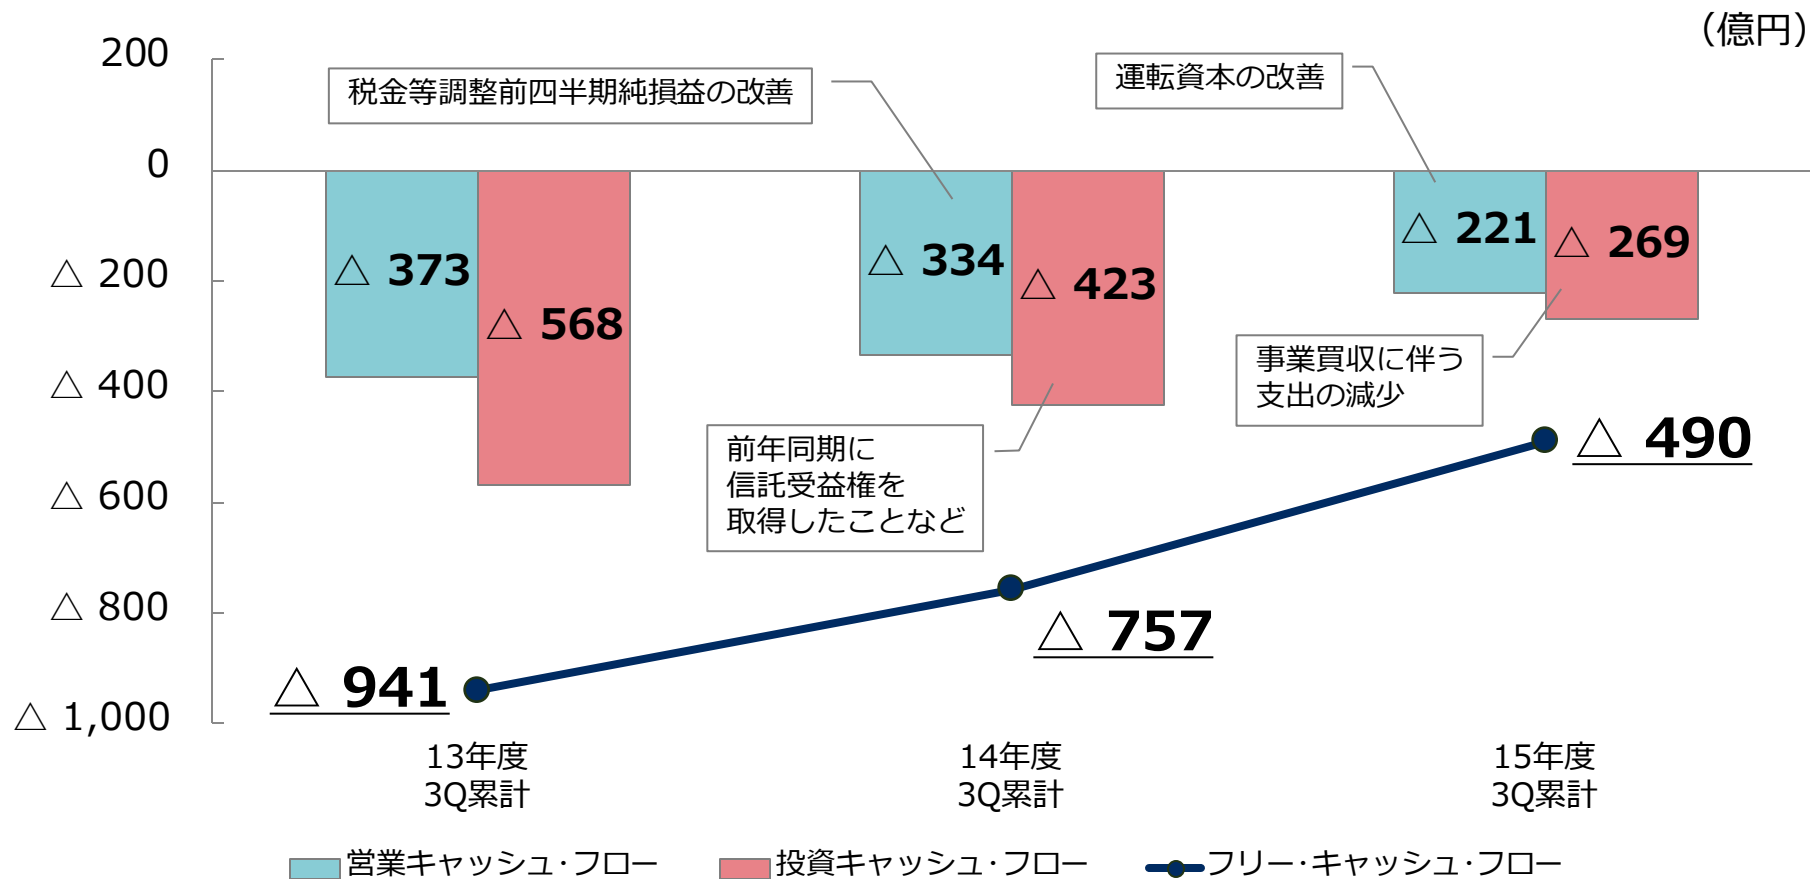 （億円）
200
0
△ 200
△ 400
△ 600
△ 800
△ 1,000
税金等調整前四半期純損益の改善
運転資本の改善
△ 373
△ 568
△ 334
△ 423
△ 221
△ 269
前年同期に
信託受益権を
取得したことなど
事業買収に伴う
支出の減少
△ 941
△ 757
△ 490
13年度
3Q累計
14年度
3Q累計
15年度
3Q累計
営業キャッシュ･フロー
投資キャッシュ･フロー
フリー･キャッシュ･フロー